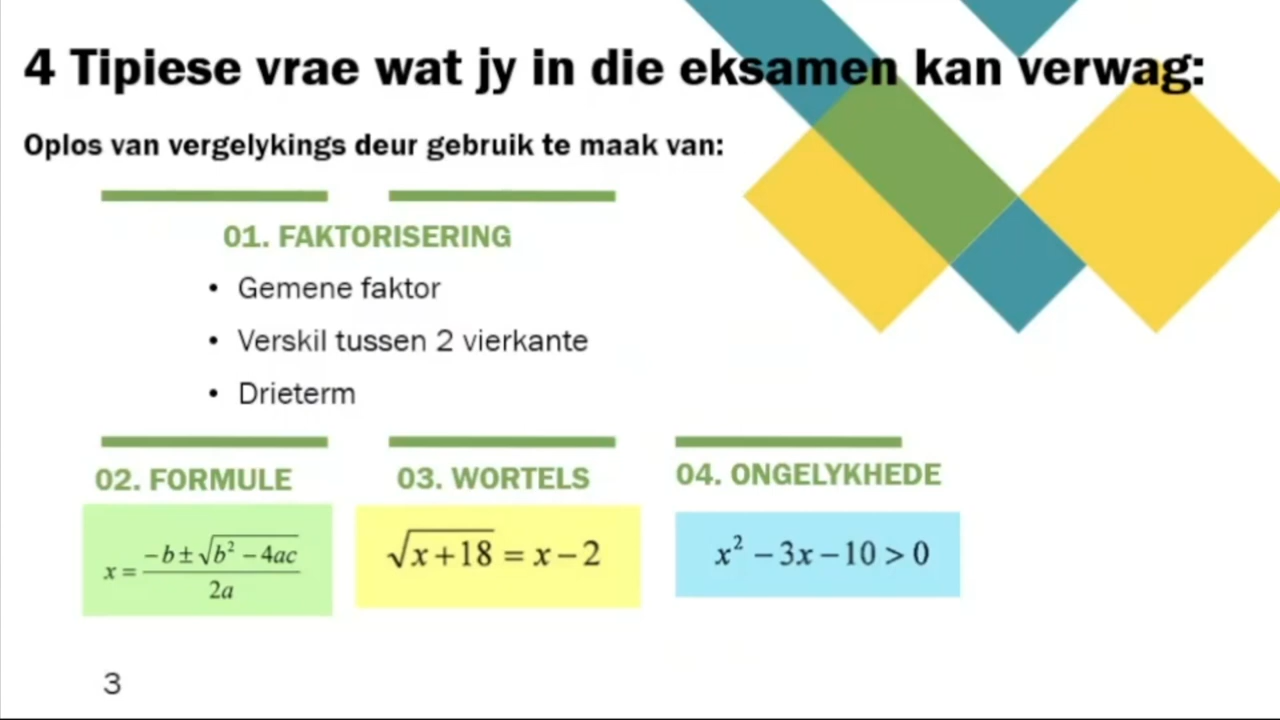 4 Tipiese vrae wat jy in die eksamen kan verwag:
Oplos van vergelykings deur gebruik te maak van:
01. FAKTORISERING
• Gemene faktor
• Verskil tussen 2 vierkante
• Drieterm
02. FORMULE
x = (-b ± √(b² - 4ac)) / 2a
03. WORTELS
√(x + 18) = x - 2
04. ONGELYKHEDE
x² - 3x - 10 > 0
3